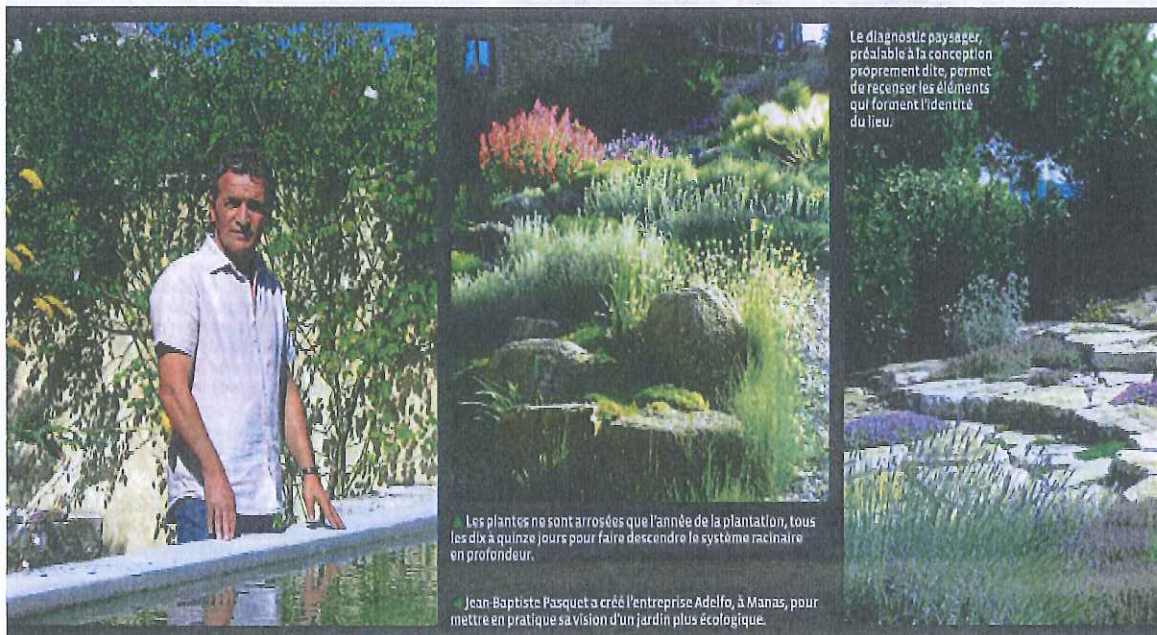 Le diagnostic paysager,
préalable à la conception
proprement dite, permet
de recenser les éléments
qui forment l'identité
du lieu.
Les plantes ne sont arrosées que l'année de la plantation, tous
les dix à quinze jours pour faire descendre le système racinaire
en profondeur.
Jean-Baptiste Pasquet a créé l'entreprise Adelfo, à Manas, pour
mettre en pratique sa vision d'un jardin plus écologique.